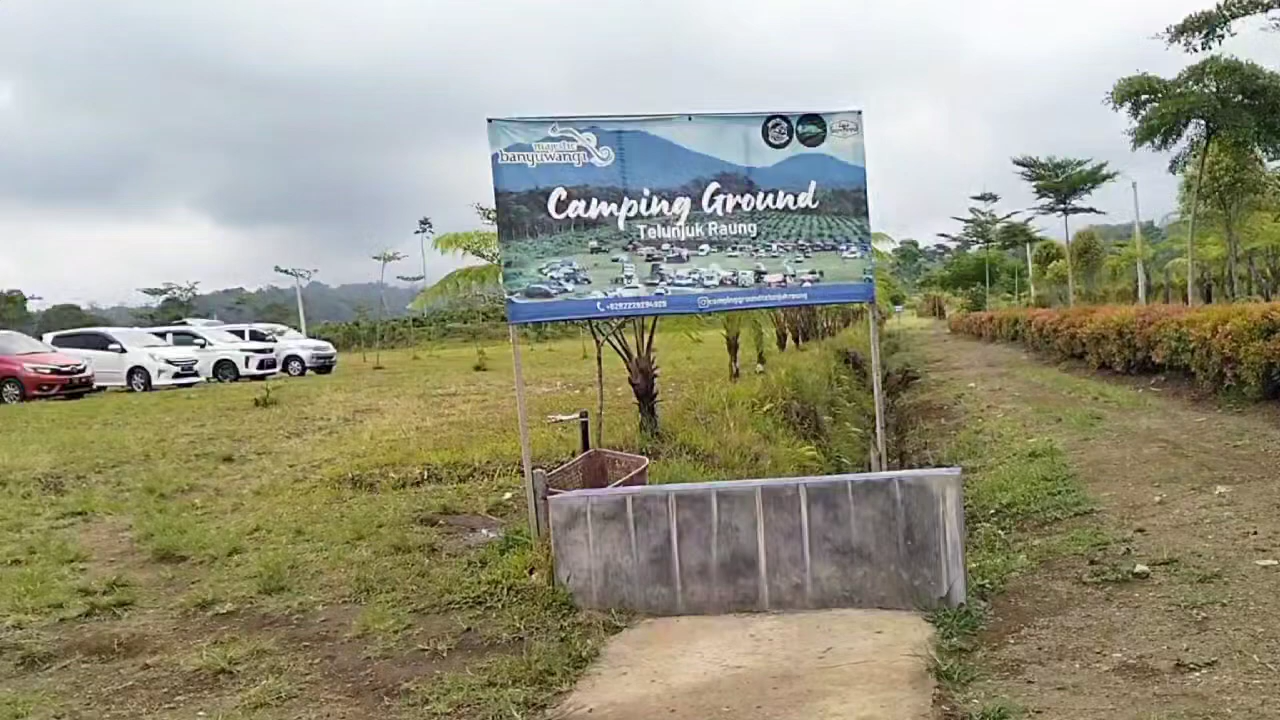 majestic
banyuwangi
Camping Ground
Telunjuk Raung
campinggroundtelunjukraung